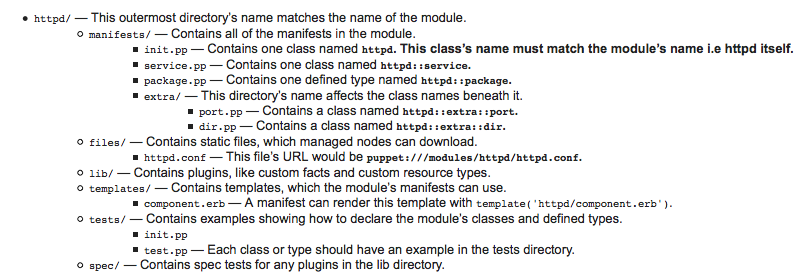 • httpd/ — This outermost directory's name matches the name of the module.
○ manifests/ — Contains all of the manifests in the module.
■ init.pp — Contains one class named httpd. This class's name must match the module's name i.e httpd itself.
■ service.pp — Contains one class named httpd::service.
■ package.pp — Contains one defined type named httpd::package.
■ extra/ — This directory's name affects the class names beneath it.
■ port.pp — Contains a class named httpd::extra::port.
■ dir.pp — Contains a class named httpd::extra::dir.
○ files/ — Contains static files, which managed nodes can download.
■ httpd.conf — This file's URL would be puppet:///modules/httpd/httpd.conf.
○ lib/ — Contains plugins, like custom facts and custom resource types.
○ templates/ — Contains templates, which the module's manifests can use.
■ component.erb — A manifest can render this template with template('httpd/component.erb').
○ tests/ — Contains examples showing how to declare the module's classes and defined types.
■ init.pp
■ test.pp — Each class or type should have an example in the tests directory.
○ spec/ — Contains spec tests for any plugins in the lib directory.